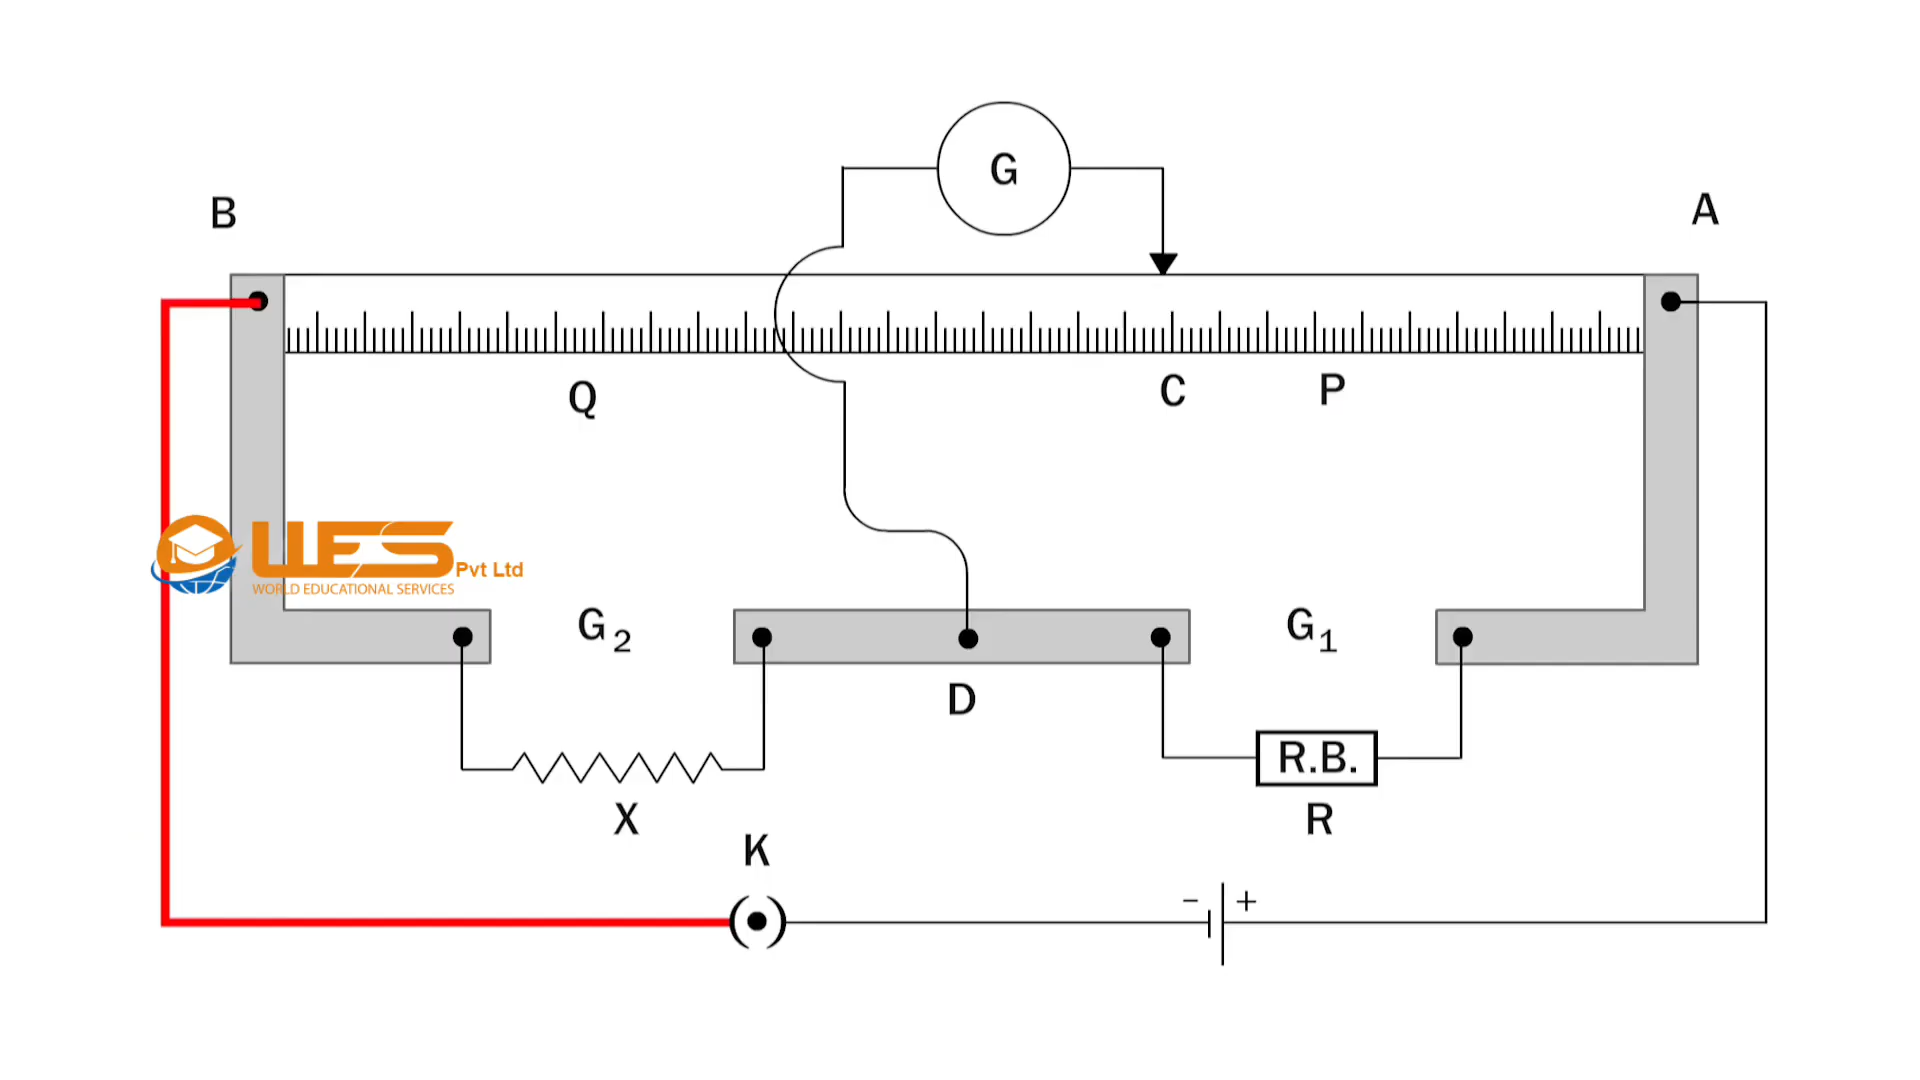 G
B
A
Q
C
P
WES Pvt Ltd
WORLD EDUCATIONAL SERVICES
G2
G1
D
R.B.
X
R
K
- +